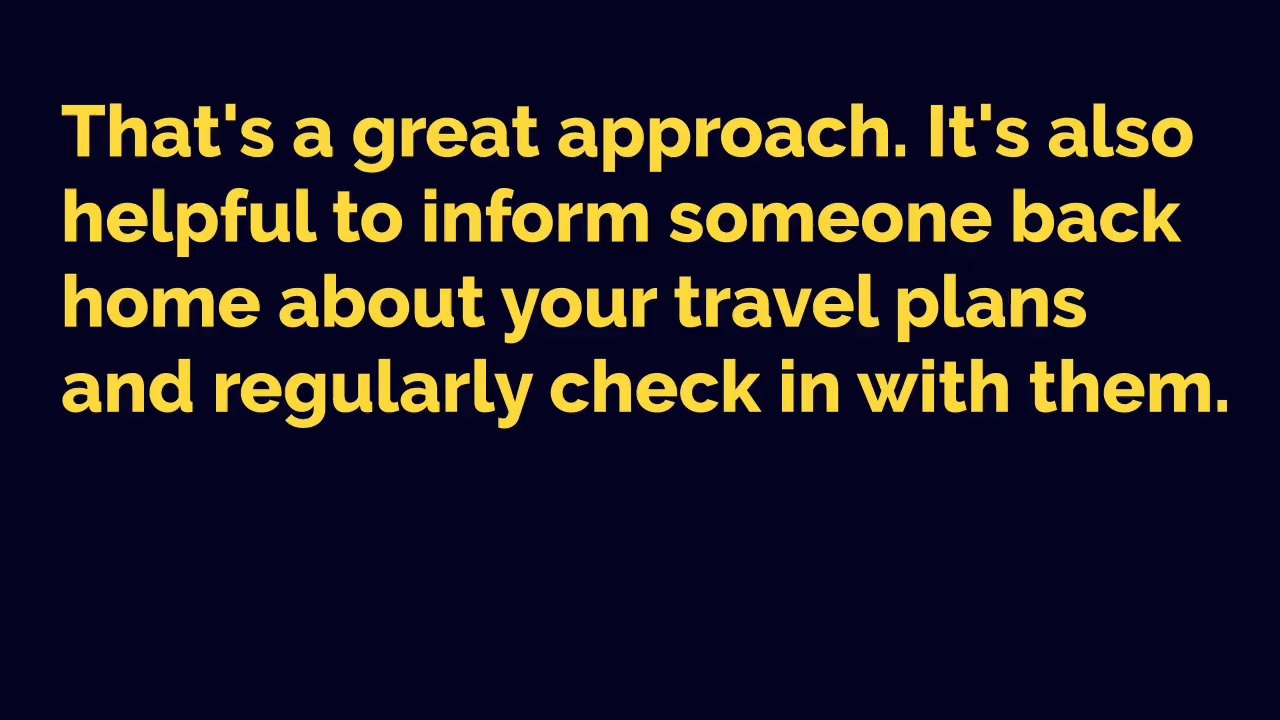 That's a great approach. It's also
helpful to inform someone back
home about your travel plans
and regularly check in with them.